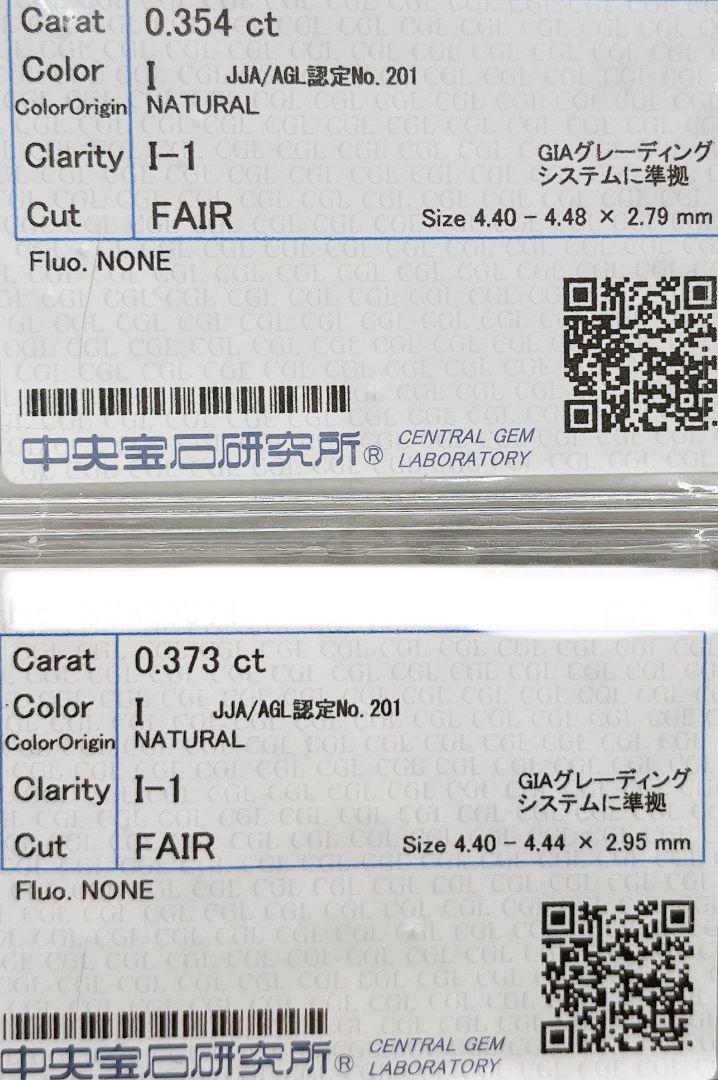 Carat 0.354 ct
Color I JJA/AGL認定No.201
ColorOrigin NATURAL
Clarity I-1 GIAグレーディング
システムに準拠
Cut FAIR Size 4.40 - 4.48 × 2.79 mm
Fluo. NONE
中央宝石研究所® CENTRAL GEM
LABORATORY
Carat 0.373 ct
Color I JJA/AGL認定No.201
ColorOrigin NATURAL
Clarity I-1 GIAグレーディング
システムに準拠
Cut FAIR Size 4.40 - 4.44 × 2.95 mm
Fluo. NONE
中央宝石研究所® CENTRAL GEM
LABORATORY